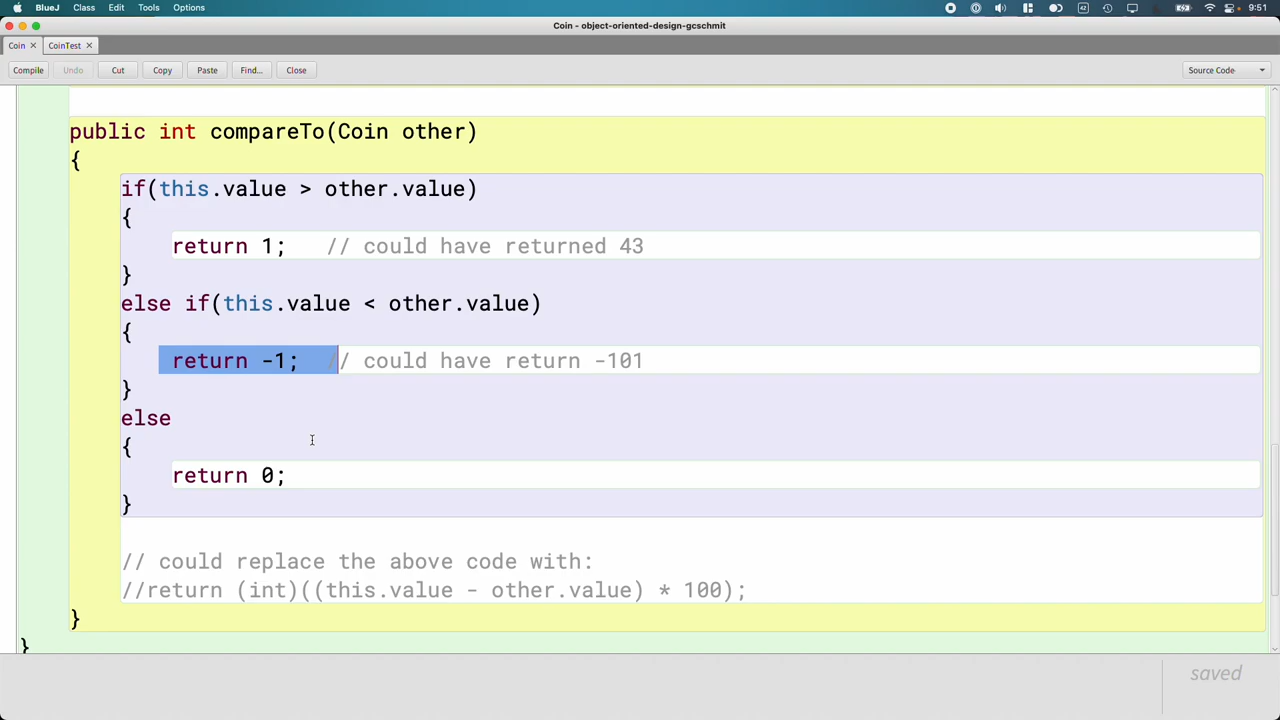 BlueJ Class Edit Tools Options 9:51
Coin - object-oriented-design-gcschmit
Coin CoinTest
Compile Undo Cut Copy Paste Find... Close Source Code
public int compareTo(Coin other)
{
if(this.value > other.value)
{
return 1; // could have returned 43
}
else if(this.value < other.value)
{
return -1; // could have return -101
}
else
{
return 0;
}
// could replace the above code with:
//return (int)((this.value - other.value) * 100);
}
}
saved